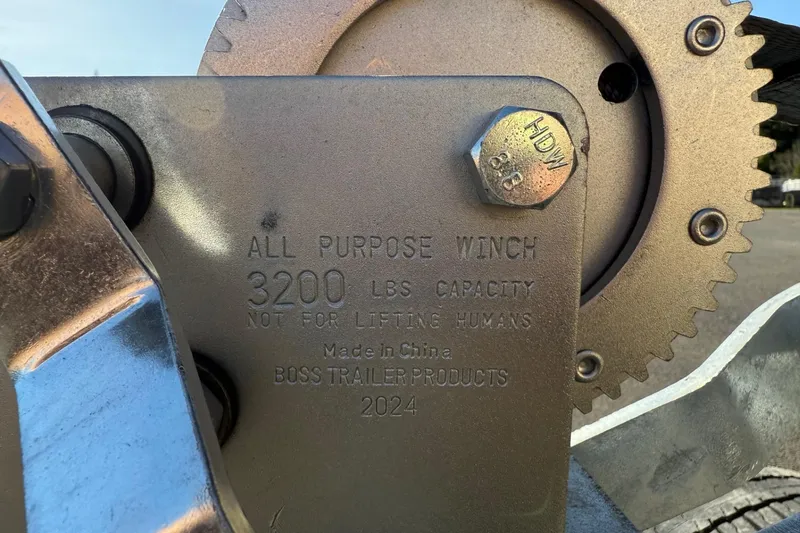 HDW
8.8
ALL PURPOSE WINCH
3200 LBS CAPACITY
NOT FOR LIFTING HUMANS
Made in China
BOSS TRAILER PRODUCTS
2024